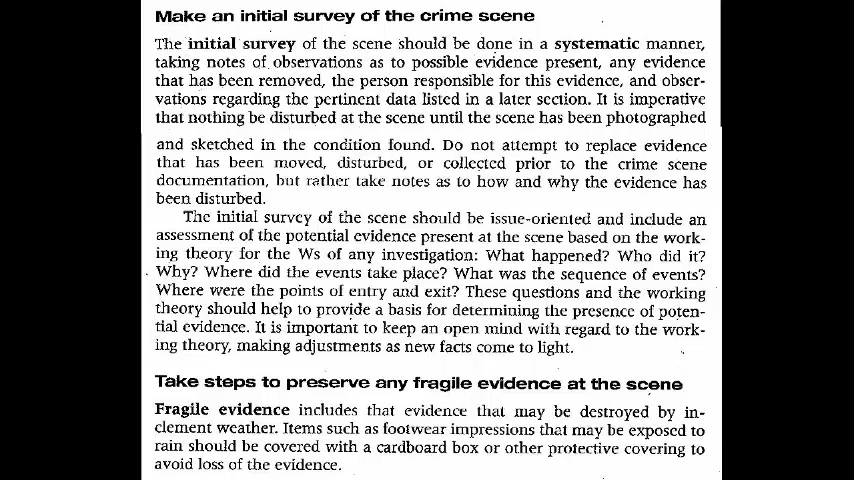 Make an initial survey of the crime scene
The initial survey of the scene should be done in a systematic manner,
taking notes of observations as to possible evidence present, any evidence
that has been removed, the person responsible for this evidence, and obser-
vations regarding the pertinent data listed in a later section. It is imperative
that nothing be disturbed at the scene until the scene has been photographed
and sketched in the condition found. Do not attempt to replace evidence
that has been moved, disturbed, or collected prior to the crime scene
documentation, but rather take notes as to how and why the evidence has
been disturbed.
The initial survey of the scene should be issue-oriented and include an
assessment of the potential evidence present at the scene based on the work-
ing theory for the Ws of any investigation: What happened? Who did it?
Why? Where did the events take place? What was the sequence of events?
Where were the points of entry and exit? These questions and the working
theory should help to provide a basis for determining the presence of poten-
tial evidence. It is important to keep an open mind with regard to the work-
ing theory, making adjustments as new facts come to light.
Take steps to preserve any fragile evidence at the scene
Fragile evidence includes that evidence that may be destroyed by in-
clement weather. Items such as footwear impressions that may be exposed to
rain should be covered with a cardboard box or other protective covering to
avoid loss of the evidence.